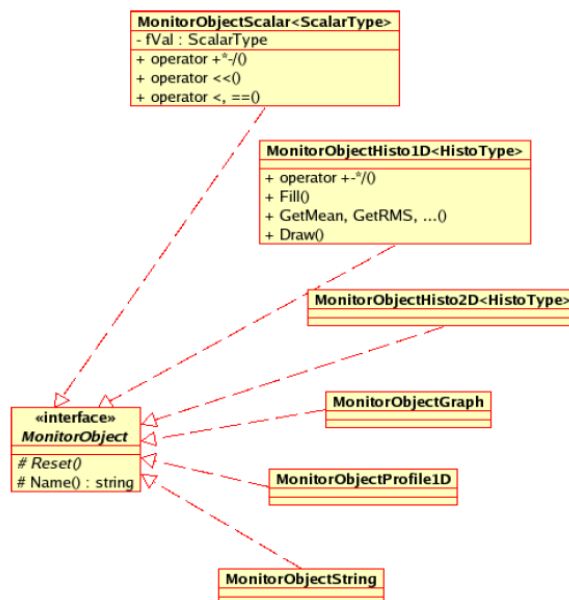 MonitorObjectScalar<ScalarType>
- fVal : ScalarType
+ operator +*-/()
+ operator <<()
+ operator <, ==()
MonitorObjectHisto1D<HistoType>
+ operator +-*/()
+ Fill()
+ GetMean, GetRMS, ...()
+ Draw()
MonitorObjectHisto2D<HistoType>
MonitorObjectGraph
«interface»
MonitorObject
# Reset()
# Name() : string
MonitorObjectProfile1D
MonitorObjectString